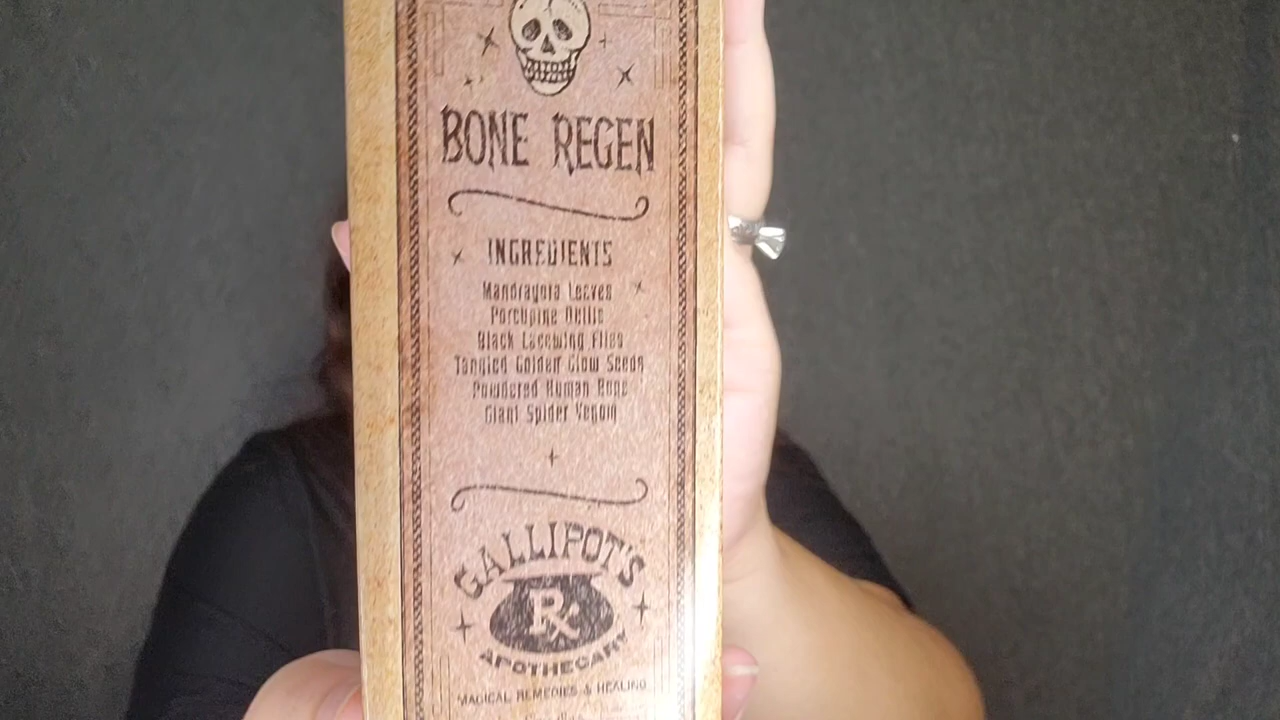 BONE REGEN
INGREDIENTS
Mandragora Leaves
Porcupine Quills
Black Lacewing Flies
Tangled Golden Glow Seeds
Powdered Human Bone
Giant Spider Venom
GALLIPOT'S
Rx
APOTHECARY
MAGICAL REMEDIES & HEALING